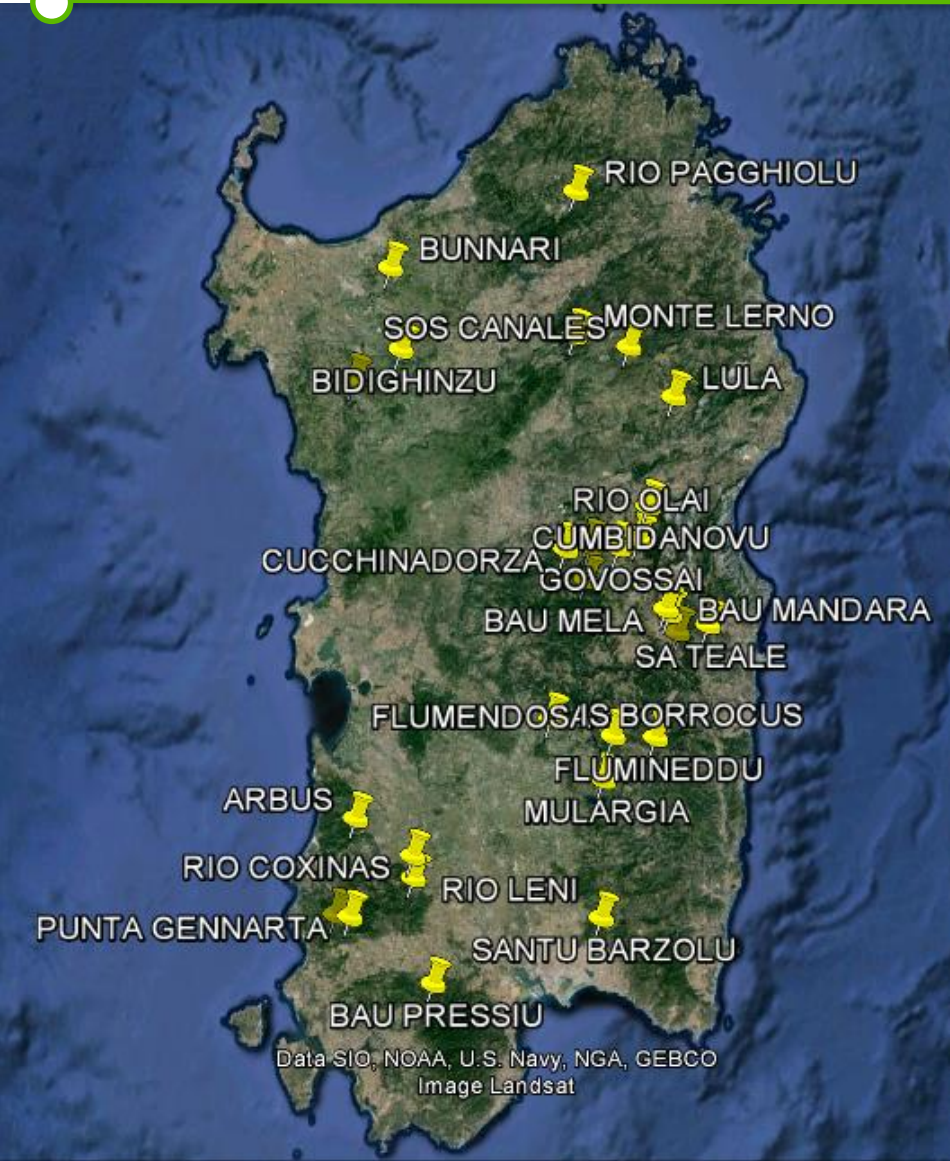 RIO PAGGHIOLU
BUNNARI
SOS CANALES
MONTE LERNO
BIDIGHINZU
LULA
RIO OLAI
CUMBIDANOVU
CUCCHINADORZA
GOVOSSAI
BAU MELA
BAU MANDARA
SA TEALE
FLUMENDOSA
IS BORROCUS
FLUMINEDDU
ARBUS
MULARGIA
RIO COXINAS
RIO LENI
PUNTA GENNARTA
SANTU BARZOLU
BAU PRESSIU
Data SIO, NOAA, U.S. Navy, NGA, GEBCO
Image Landsat